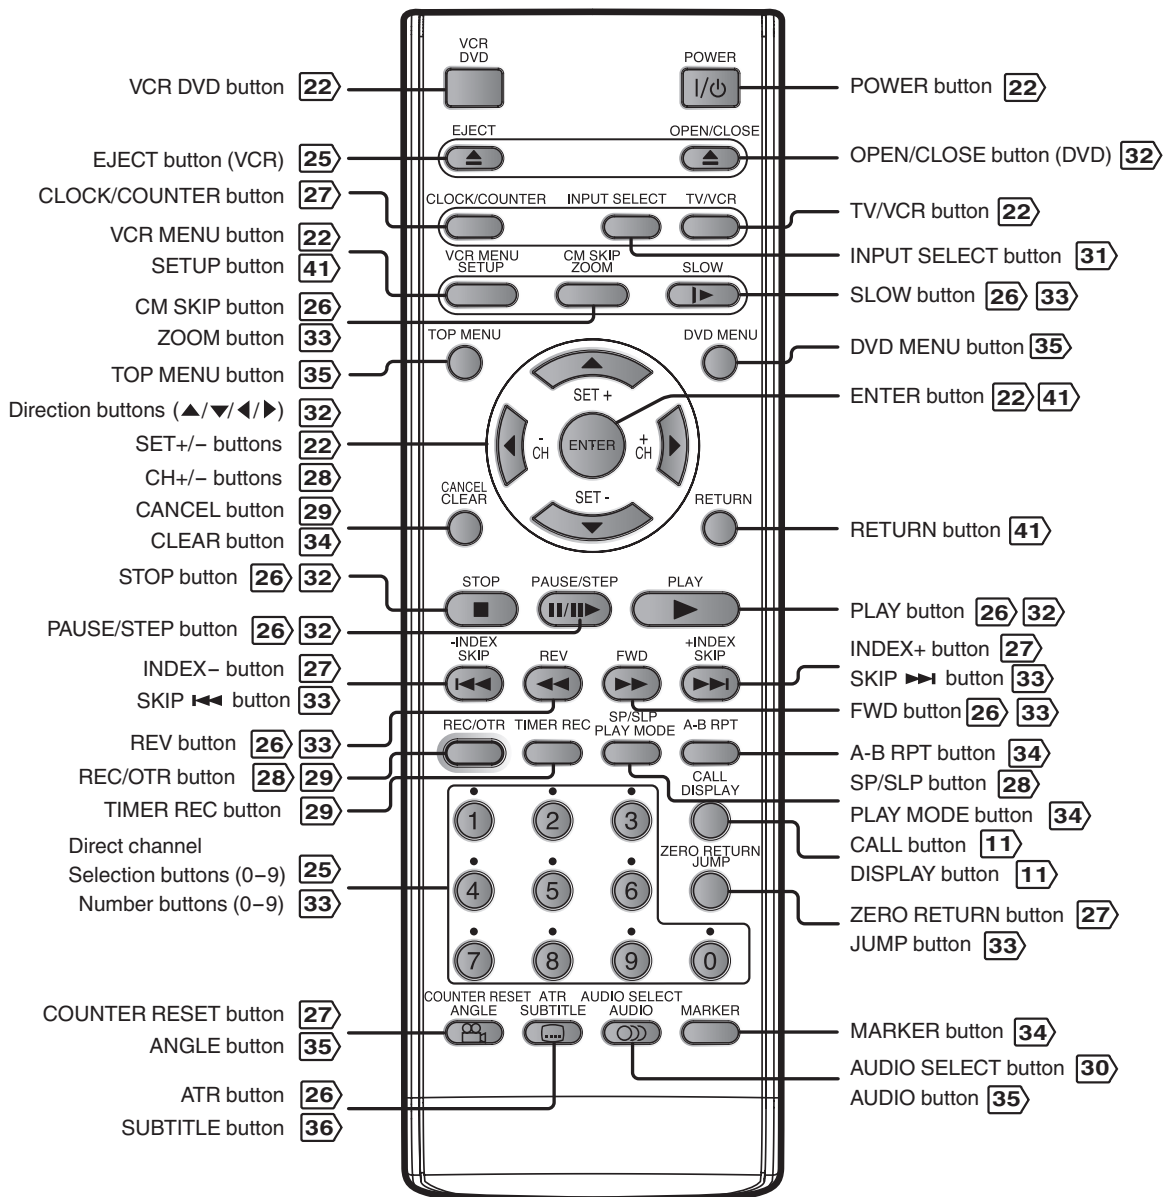 VCR DVD button 22
EJECT button (VCR) 25
CLOCK/COUNTER button 27
VCR MENU button 22
SETUP button 41
CM SKIP button 26
ZOOM button 33
TOP MENU button 35
Direction buttons (▲/▼/◀/▶) 32
SET+/− buttons 22
CH+/− buttons 28
CANCEL button 29
CLEAR button 34
STOP button 26 32
PAUSE/STEP button 26 32
INDEX− button 27
SKIP ⏮ button 33
REV button 26 33
REC/OTR button 28 29
TIMER REC button 29
Direct channel
Selection buttons (0−9) 25
Number buttons (0−9) 33
COUNTER RESET button 27
ANGLE button 35
ATR button 26
SUBTITLE button 36
VCR
DVD
POWER
I/⏻
EJECT
OPEN/CLOSE
CLOCK/COUNTER
INPUT SELECT
TV/VCR
VCR MENU
SETUP
CM SKIP
ZOOM
SLOW
TOP MENU
DVD MENU
SET +
-
CH
ENTER
+
CH
SET -
CANCEL
CLEAR
RETURN
STOP
PAUSE/STEP
PLAY
-INDEX
SKIP
REV
FWD
+INDEX
SKIP
REC/OTR
TIMER REC
SP/SLP
PLAY MODE
A-B RPT
1
2
3
CALL
DISPLAY
4
5
6
ZERO RETURN
JUMP
7
8
9
0
COUNTER RESET
ANGLE
ATR
SUBTITLE
AUDIO SELECT
AUDIO
MARKER
POWER button 22
OPEN/CLOSE button (DVD) 32
TV/VCR button 22
INPUT SELECT button 31
SLOW button 26 33
DVD MENU button 35
ENTER button 22 41
RETURN button 41
PLAY button 26 32
INDEX+ button 27
SKIP ⏭ button 33
FWD button 26 33
A-B RPT button 34
SP/SLP button 28
PLAY MODE button 34
CALL button 11
DISPLAY button 11
ZERO RETURN button 27
JUMP button 33
MARKER button 34
AUDIO SELECT button 30
AUDIO button 35